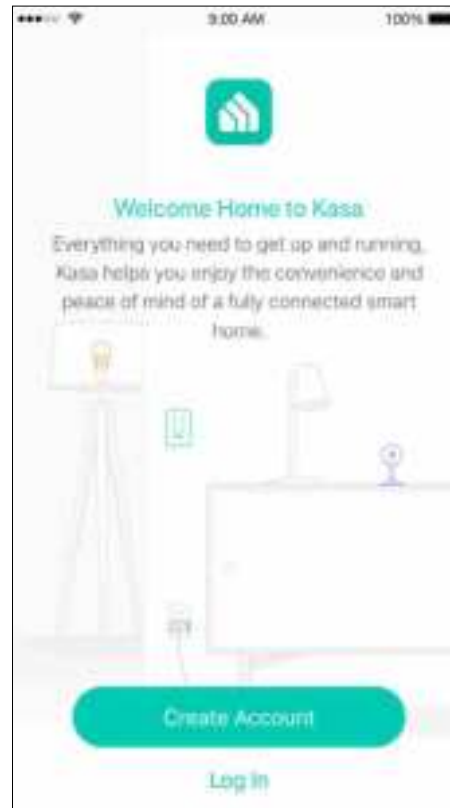 9:00 AM 100%
Welcome Home to Kasa
Everything you need to get up and running,
Kasa helps you enjoy the convenience and
peace of mind of a fully connected smart
home.
Create Account
Log In